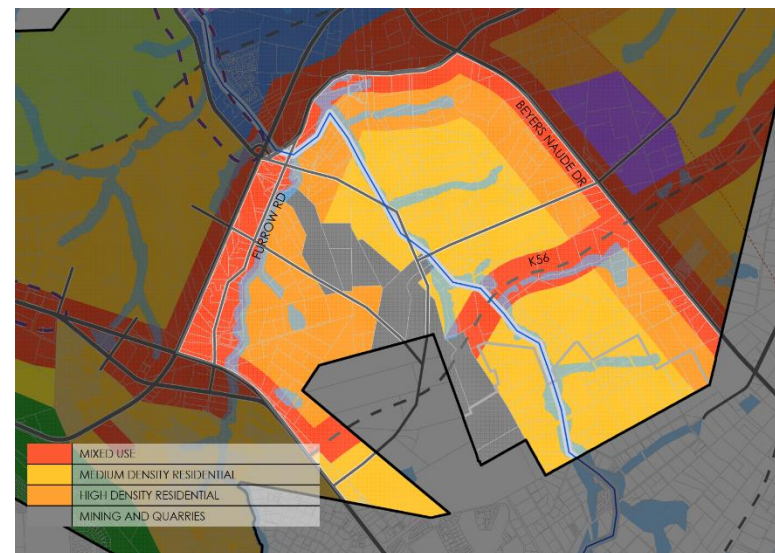 BEYERS NAUDE DR
FURROW RD
K56
MIXED USE
MEDIUM DENSITY RESIDENTIAL
HIGH DENSITY RESIDENTIAL
MINING AND QUARRIES